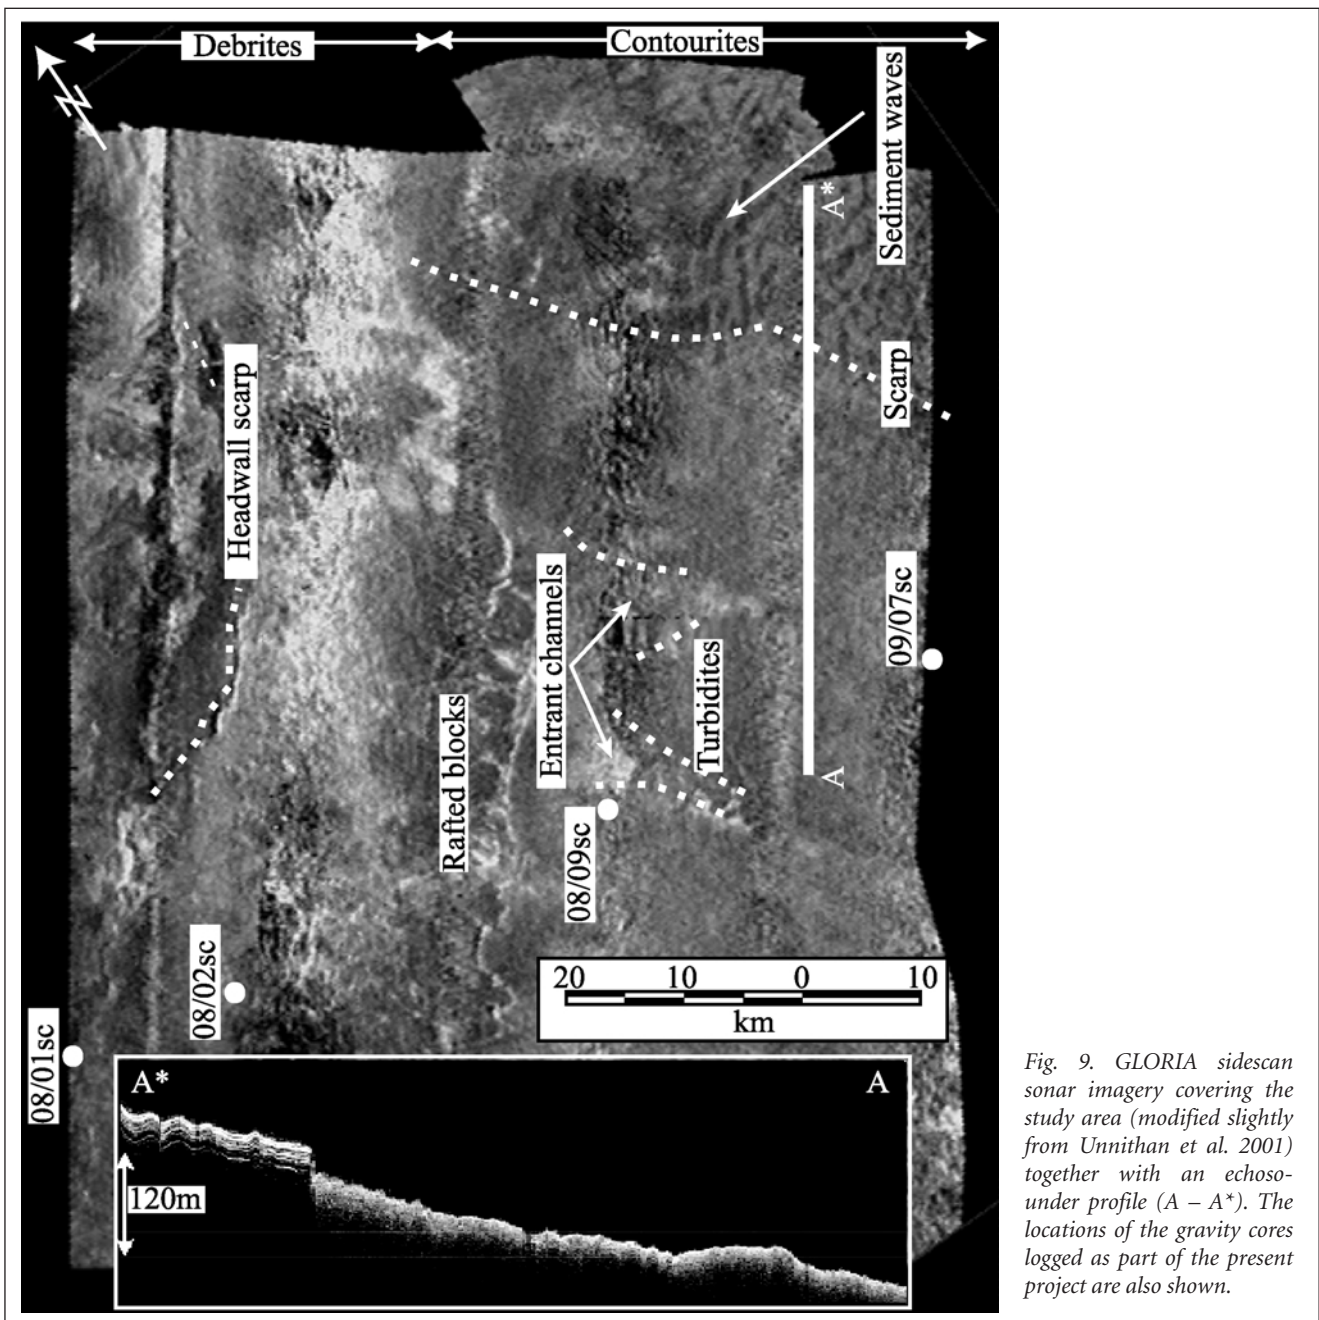 Debrites
Contourites
Sediment waves
A*
Scarp
Headwall scarp
09/07sc
Entrant channels
Turbidites
A
Rafted blocks
08/09sc
08/02sc
08/01sc
20 10 0 10
km
A* A
120m
Fig. 9. GLORIA sidescan
sonar imagery covering the
study area (modified slightly
from Unnithan et al. 2001)
together with an echoso-
under profile (A – A*). The
locations of the gravity cores
logged as part of the present
project are also shown.